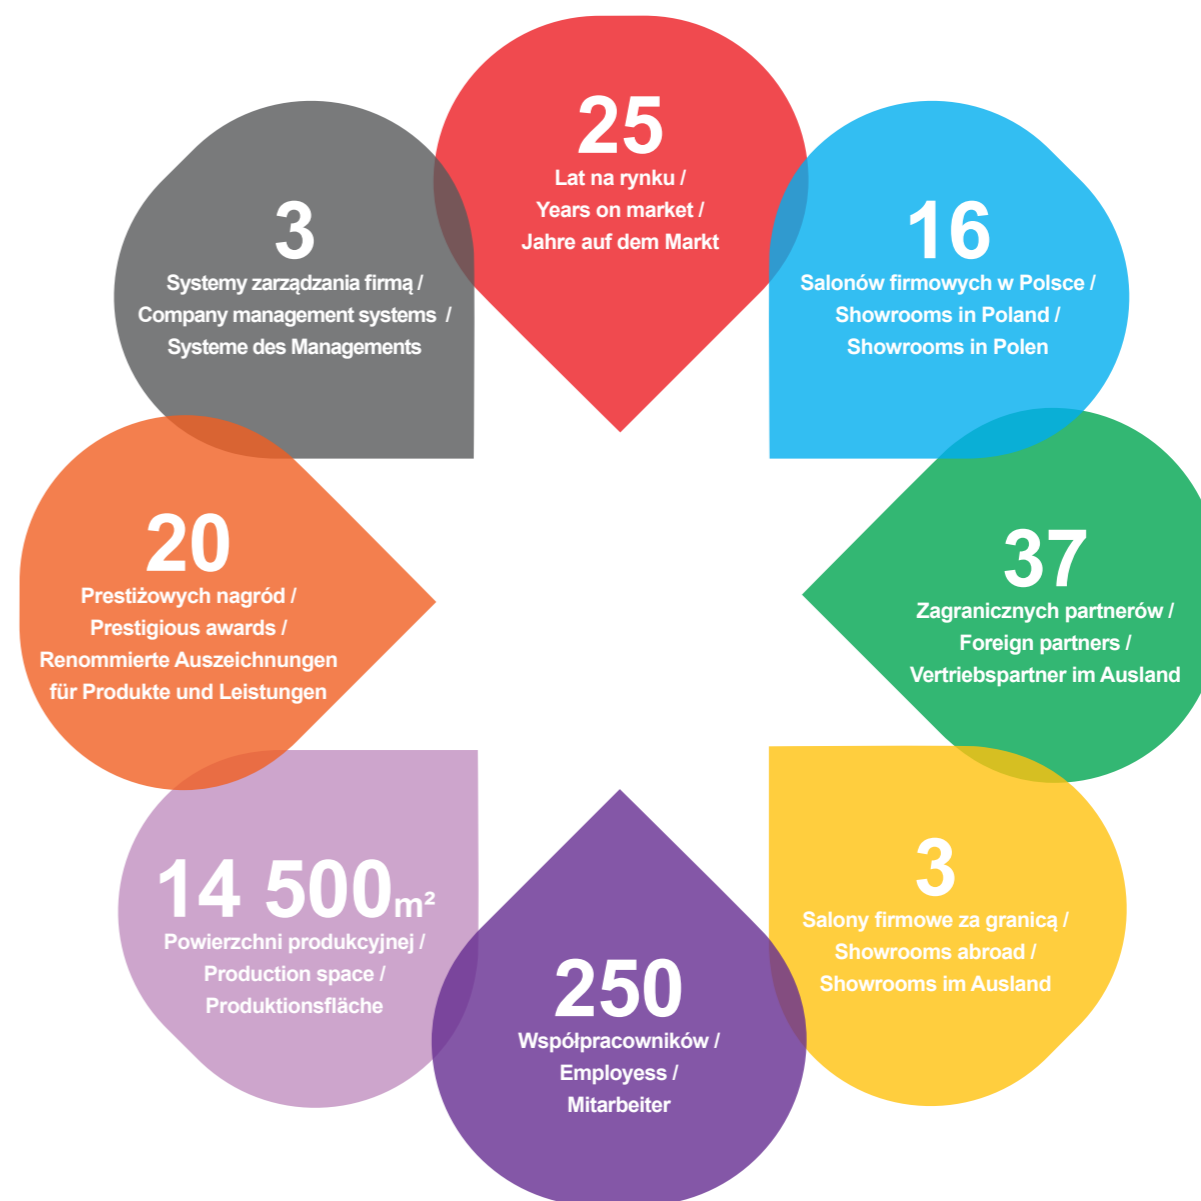 25
Lat na rynku /
Years on market /
Jahre auf dem Markt
3
Systemy zarządzania firmą /
Company management systems /
Systeme des Managements
16
Salonów firmowych w Polsce /
Showrooms in Poland /
Showrooms in Polen
20
Prestiżowych nagród /
Prestigious awards /
Renommierte Auszeichnungen
für Produkte und Leistungen
37
Zagranicznych partnerów /
Foreign partners /
Vertriebspartner im Ausland
14 500m²
Powierzchni produkcyjnej /
Production space /
Produktionsfläche
3
Salony firmowe za granicą /
Showrooms abroad /
Showrooms im Ausland
250
Współpracowników /
Employess /
Mitarbeiter